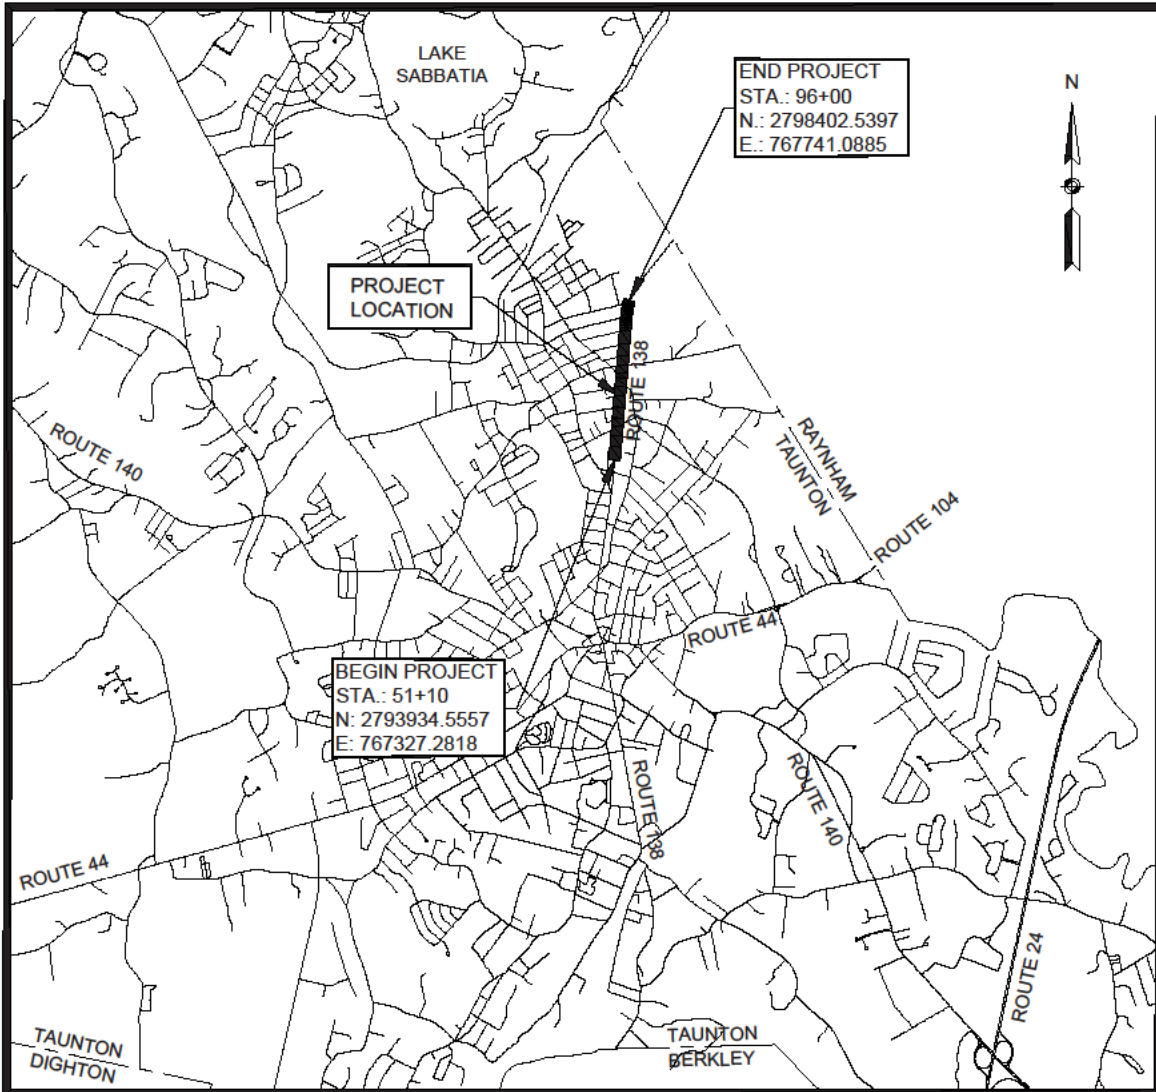 LAKE
SABBATIA
END PROJECT
STA.: 96+00
N.: 2798402.5397
E.: 767741.0885
N
PROJECT
LOCATION
ROUTE 138
ROUTE 140
RAYNHAM
TAUNTON
ROUTE 104
ROUTE 44
BEGIN PROJECT
STA.: 51+10
N: 2793934.5557
E: 767327.2818
ROUTE 138
ROUTE 140
ROUTE 44
ROUTE 24
TAUNTON
DIGHTON
TAUNTON
BERKLEY